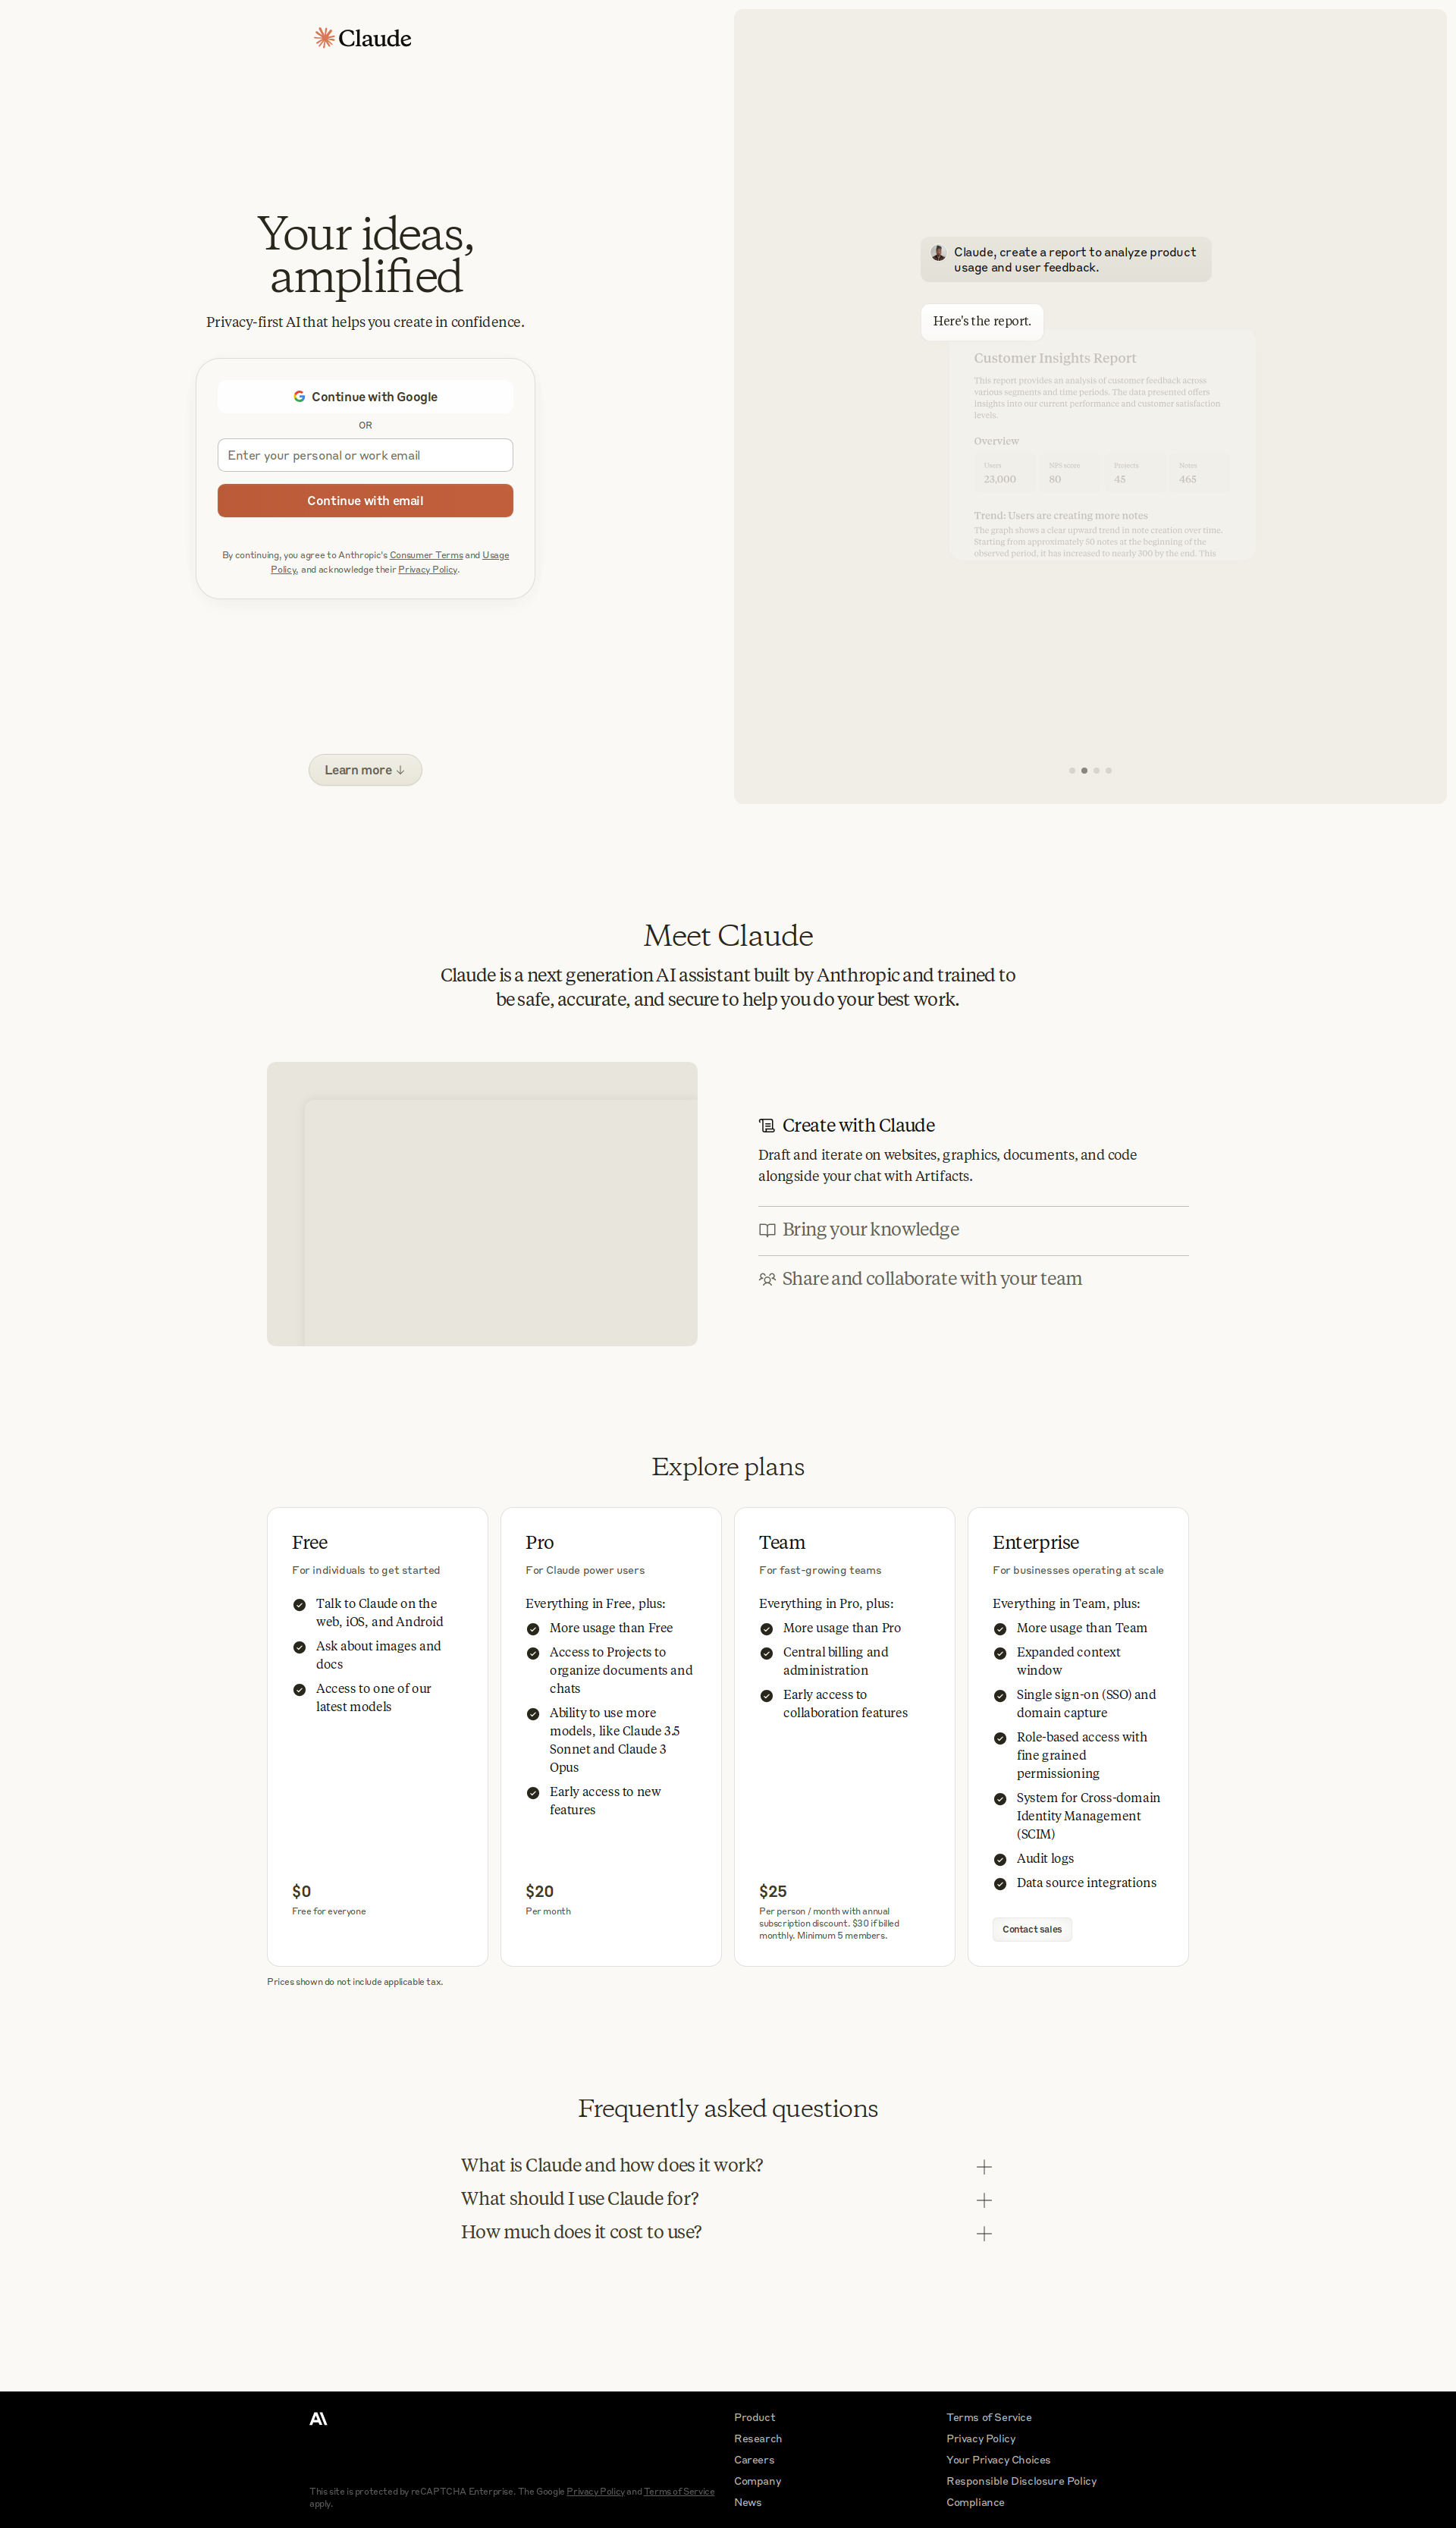 Claude
Your ideas,
amplified
Privacy-first AI that helps you create in confidence.
Continue with Google
OR
Enter your personal or work email
Continue with email
By continuing, you agree to Anthropic's Consumer Terms and Usage
Policy, and acknowledge their Privacy Policy.
Learn more ↓
Claude, create a report to analyze product
usage and user feedback.
Here's the report.
Customer Insights Report
This report provides an analysis of customer feedback across
various segments and time periods. The data presented offers
insights into our current performance and customer satisfaction
levels.
Overview
Users
23,000
NPS score
80
Projects
45
Notes
465
Trend: Users are creating more notes
The graph shows a clear upward trend in note creation over time.
Starting from approximately 50 notes at the beginning of the
observed period, it has increased to nearly 300 by the end. This
Meet Claude
Claude is a next generation AI assistant built by Anthropic and trained to
be safe, accurate, and secure to help you do your best work.
Create with Claude
Draft and iterate on websites, graphics, documents, and code
alongside your chat with Artifacts.
Bring your knowledge
Share and collaborate with your team
Explore plans
Free
For individuals to get started
Talk to Claude on the
web, iOS, and Android
Ask about images and
docs
Access to one of our
latest models
$0
Free for everyone
Pro
For Claude power users
Everything in Free, plus:
More usage than Free
Access to Projects to
organize documents and
chats
Ability to use more
models, like Claude 3.5
Sonnet and Claude 3
Opus
Early access to new
features
$20
Per month
Team
For fast-growing teams
Everything in Pro, plus:
More usage than Pro
Central billing and
administration
Early access to
collaboration features
$25
Per person / month with annual
subscription discount. $30 if billed
monthly. Minimum 5 members.
Enterprise
For businesses operating at scale
Everything in Team, plus:
More usage than Team
Expanded context
window
Single sign-on (SSO) and
domain capture
Role-based access with
fine grained
permissioning
System for Cross-domain
Identity Management
(SCIM)
Audit logs
Data source integrations
Contact sales
Prices shown do not include applicable tax.
Frequently asked questions
What is Claude and how does it work?
What should I use Claude for?
How much does it cost to use?
This site is protected by reCAPTCHA Enterprise. The Google Privacy Policy and Terms of Service
apply.
Product
Research
Careers
Company
News
Terms of Service
Privacy Policy
Your Privacy Choices
Responsible Disclosure Policy
Compliance